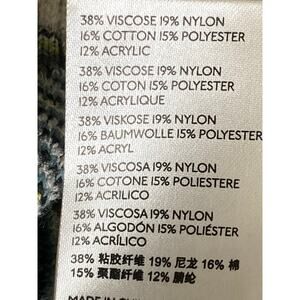 38% VISCOSE 19% NYLON
16% COTTON 15% POLYESTER
12% ACRYLIC
38% VISCOSE 19% NYLON
16% COTON 15% POLYESTER
12% ACRYLIQUE
38% VISKOSE 19% NYLON
16% BAUMWOLLE 15% POLYESTER
12% ACRYL
38% VISCOSA 19% NYLON
16% COTONE 15% POLIESTERE
12% ACRILICO
38% VISCOSA 19% NYLON
16% ALGODÓN 15% POLIÉSTER
12% ACRÍLICO
38% 粘胶纤维 19% 尼龙 16% 棉
15% 聚酯纤维 12% 腈纶
MADE IN